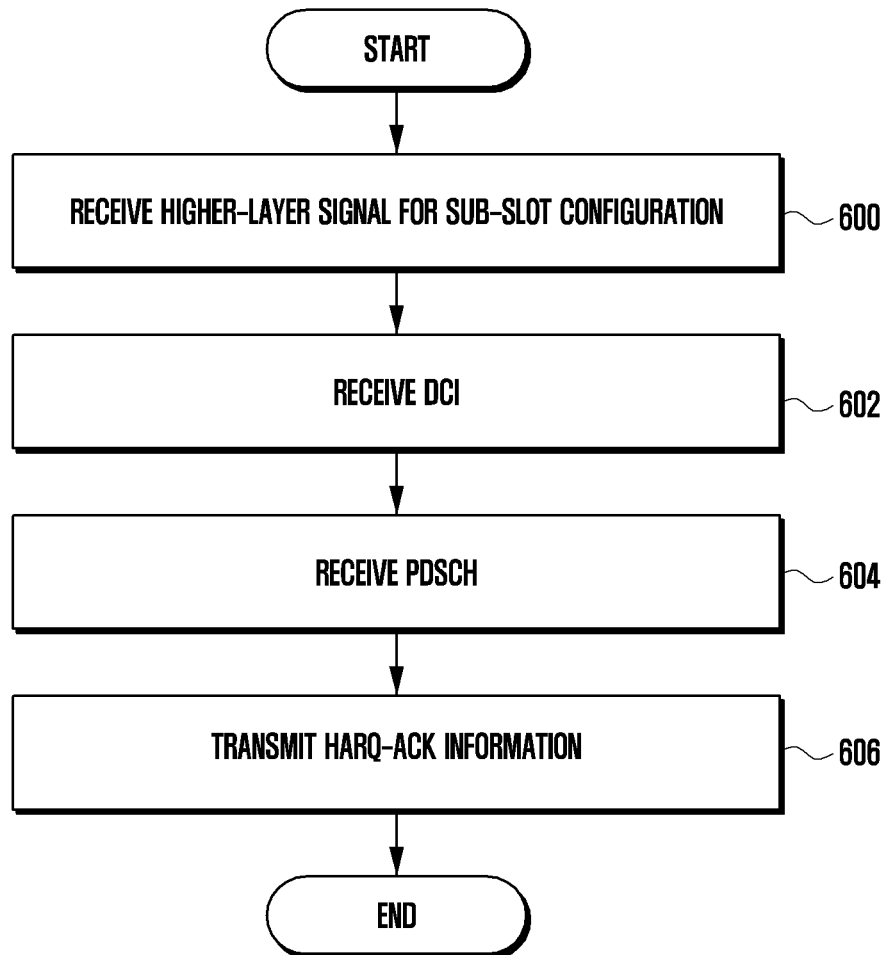 START
RECEIVE HIGHER-LAYER SIGNAL FOR SUB-SLOT CONFIGURATION
600
RECEIVE DCI
602
RECEIVE PDSCH
604
TRANSMIT HARQ-ACK INFORMATION
606
END